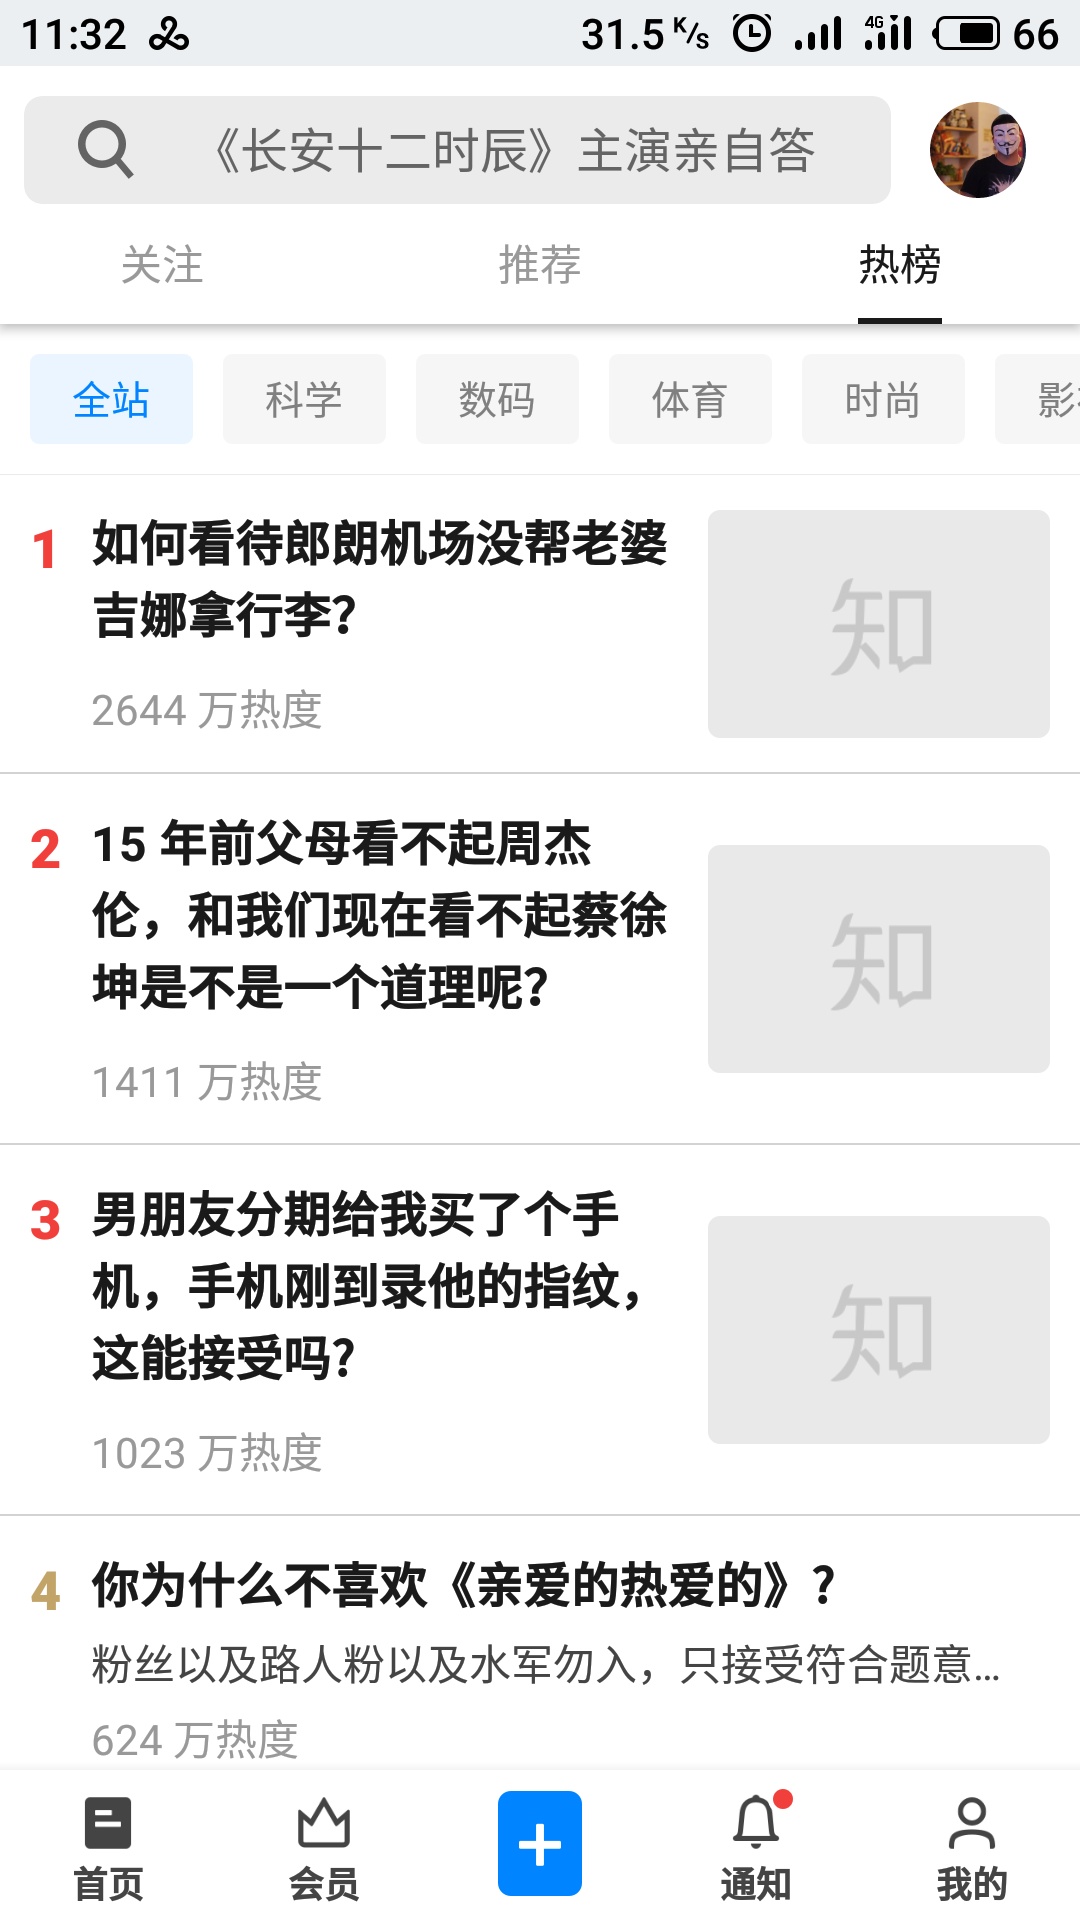 11:32
31.5 K/s
4G
66
《长安十二时辰》主演亲自答
关注 推荐 热榜
全站 科学 数码 体育 时尚
1 如何看待郎朗机场没帮老婆
吉娜拿行李？
2644 万热度
知
2 15 年前父母看不起周杰
伦，和我们现在看不起蔡徐
坤是不是一个道理呢？
1411 万热度
知
3 男朋友分期给我买了个手
机，手机刚到录他的指纹，
这能接受吗？
1023 万热度
知
4 你为什么不喜欢《亲爱的热爱的》？
粉丝以及路人粉以及水军勿入，只接受符合题意...
624 万热度
首页 会员 通知 我的